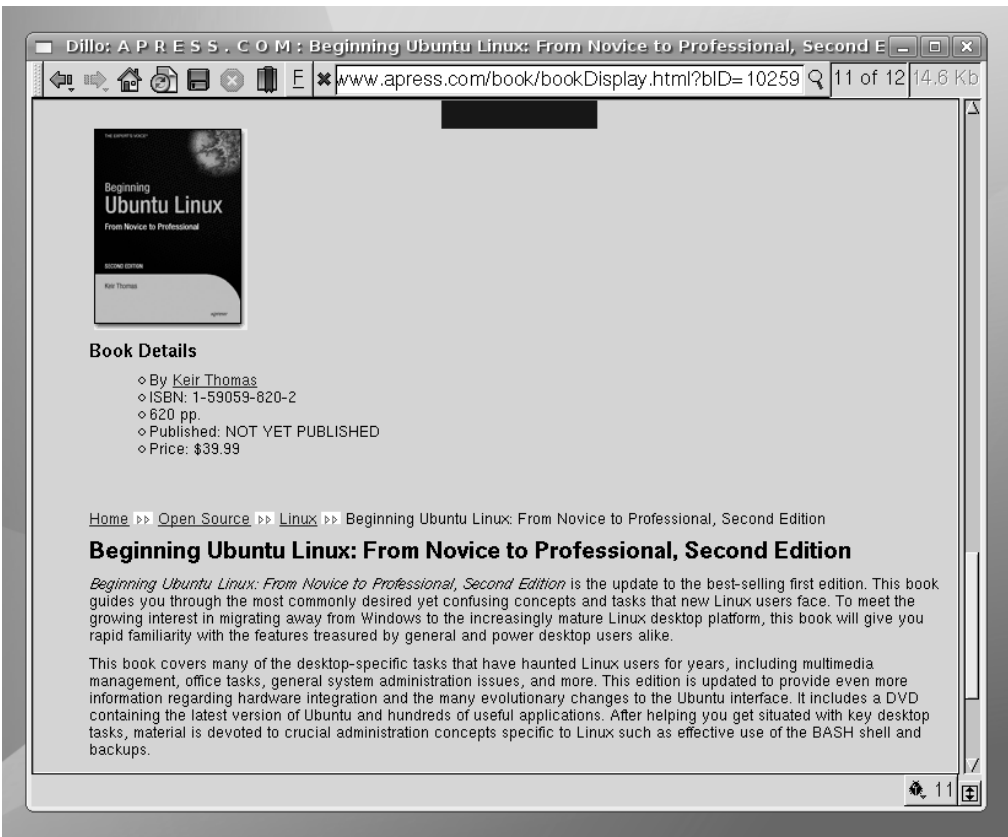 Dillo: A P R E S S . C O M : Beginning Ubuntu Linux: From Novice to Professional, Second E
F www.apress.com/book/bookDisplay.html?bID=10259 11 of 12 14.6 Kb
THE EXPERT'S VOICE®
Beginning
Ubuntu Linux
From Novice to Professional
SECOND EDITION
Keir Thomas
apress
Book Details
By Keir Thomas
ISBN: 1-59059-820-2
620 pp.
Published: NOT YET PUBLISHED
Price: $39.99
Home Open Source Linux Beginning Ubuntu Linux: From Novice to Professional, Second Edition
Beginning Ubuntu Linux: From Novice to Professional, Second Edition
Beginning Ubuntu Linux: From Novice to Professional, Second Edition is the update to the best-selling first edition. This book
guides you through the most commonly desired yet confusing concepts and tasks that new Linux users face. To meet the
growing interest in migrating away from Windows to the increasingly mature Linux desktop platform, this book will give you
rapid familiarity with the features treasured by general and power desktop users alike.
This book covers many of the desktop-specific tasks that have haunted Linux users for years, including multimedia
management, office tasks, general system administration issues, and more. This edition is updated to provide even more
information regarding hardware integration and the many evolutionary changes to the Ubuntu interface. It includes a DVD
containing the latest version of Ubuntu and hundreds of useful applications. After helping you get situated with key desktop
tasks, material is devoted to crucial administration concepts specific to Linux such as effective use of the BASH shell and
backups.
11